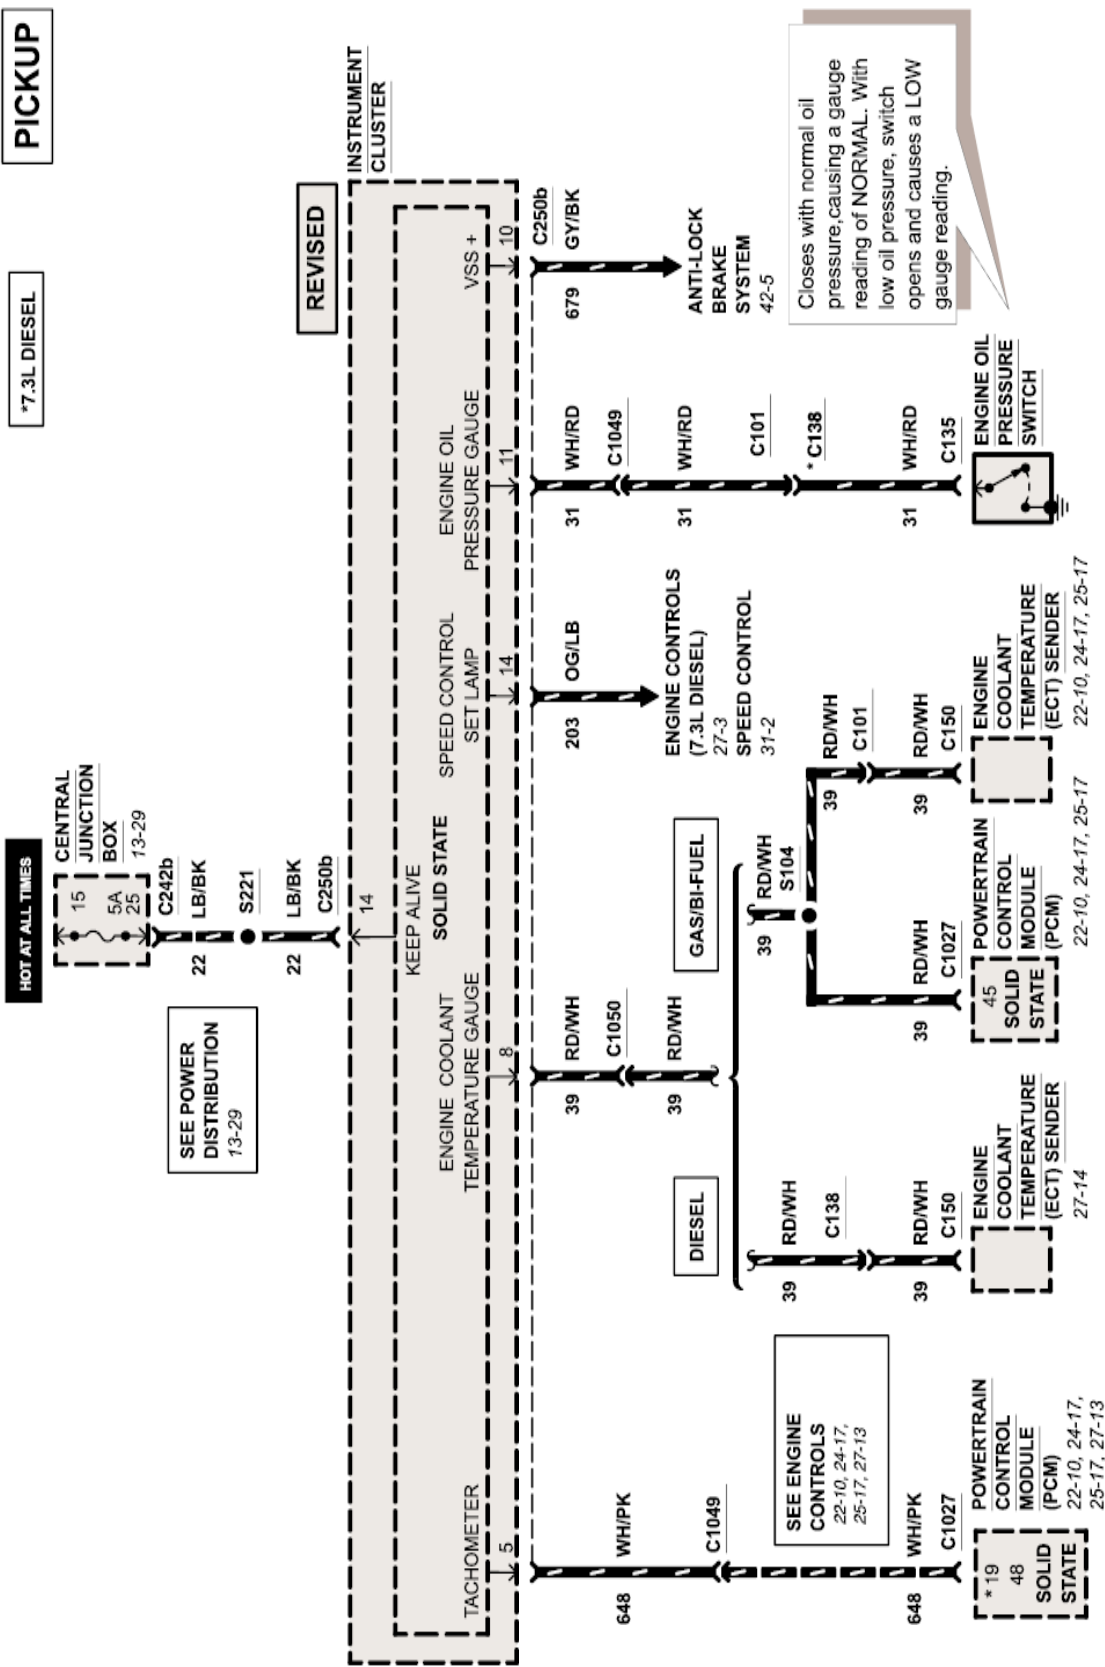 PICKUP
*7.3L DIESEL
REVISED
HOT AT ALL TIMES
CENTRAL
JUNCTION
BOX
13-29
15
5A
25
C242b
22
LB/BK
S221
22
LB/BK
C250b
14
SEE POWER
DISTRIBUTION
13-29
INSTRUMENT
CLUSTER
KEEP ALIVE
SOLID STATE
TACHOMETER
5
ENGINE COOLANT
TEMPERATURE GAUGE
8
SPEED CONTROL
SET LAMP
14
ENGINE OIL
PRESSURE GAUGE
11
VSS +
10
C250b
648
WH/PK
C1049
SEE ENGINE
CONTROLS
22-10, 24-17,
25-17, 27-13
648
WH/PK
C1027
*19
48
SOLID
STATE
POWERTRAIN
CONTROL
MODULE
(PCM)
22-10, 24-17,
25-17, 27-13
39
RD/WH
C1050
39
RD/WH
DIESEL
39
RD/WH
C138
39
RD/WH
C150
ENGINE
COOLANT
TEMPERATURE
(ECT) SENDER
27-14
GAS/BI-FUEL
39
RD/WH
S104
39
RD/WH
C1027
45
SOLID
STATE
POWERTRAIN
CONTROL
MODULE
(PCM)
22-10, 24-17, 25-17
39
RD/WH
C101
39
RD/WH
C150
ENGINE
COOLANT
TEMPERATURE
(ECT) SENDER
22-10, 24-17, 25-17
203
OG/LB
ENGINE CONTROLS
(7.3L DIESEL)
27-3
SPEED CONTROL
31-2
31
WH/RD
C1049
31
WH/RD
C101
* C138
31
WH/RD
C135
ENGINE OIL
PRESSURE
SWITCH
679
GY/BK
ANTI-LOCK
BRAKE
SYSTEM
42-5
Closes with normal oil
pressure,causing a gauge
reading of NORMAL. With
low oil pressure, switch
opens and causes a LOW
gauge reading.